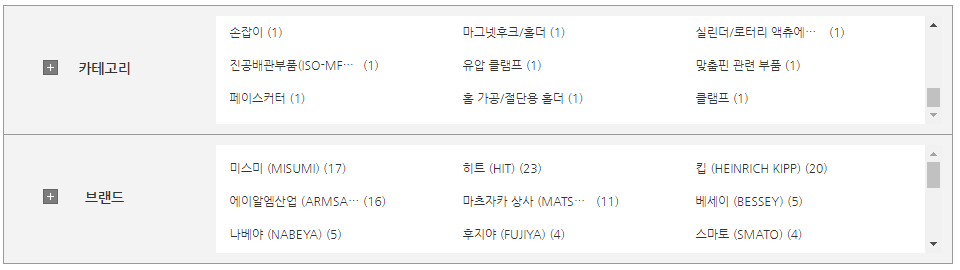 손잡이 (1) 마그넷후크/홀더 (1) 실린더/로터리 액츄에⋯ (1)
카테고리 진공배관부품(ISO-MF⋯ (1) 유압 클램프 (1) 맞춤핀 관련 부품 (1)
페이스커터 (1) 홈 가공/절단용 홀더 (1) 클램프 (1)
미스미 (MISUMI) (17) 히트 (HIT) (23) 킵 (HEINRICH KIPP) (20)
브랜드 에이알엠산업 (ARMSA⋯ (16) 마츠자카 상사 (MATS⋯ (11) 베세이 (BESSEY) (5)
나베야 (NABEYA) (5) 후지야 (FUJIYA) (4) 스마토 (SMATO) (4)